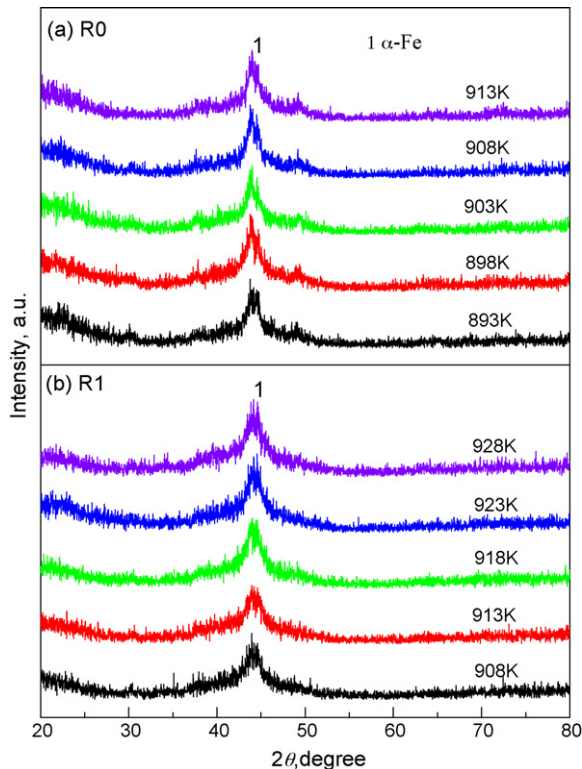 (a) R0
1
1 α-Fe
913K
908K
903K
898K
893K
(b) R1
1
928K
923K
918K
913K
908K
Intensity, a.u.
20 30 40 50 60 70 80
2θ,degree